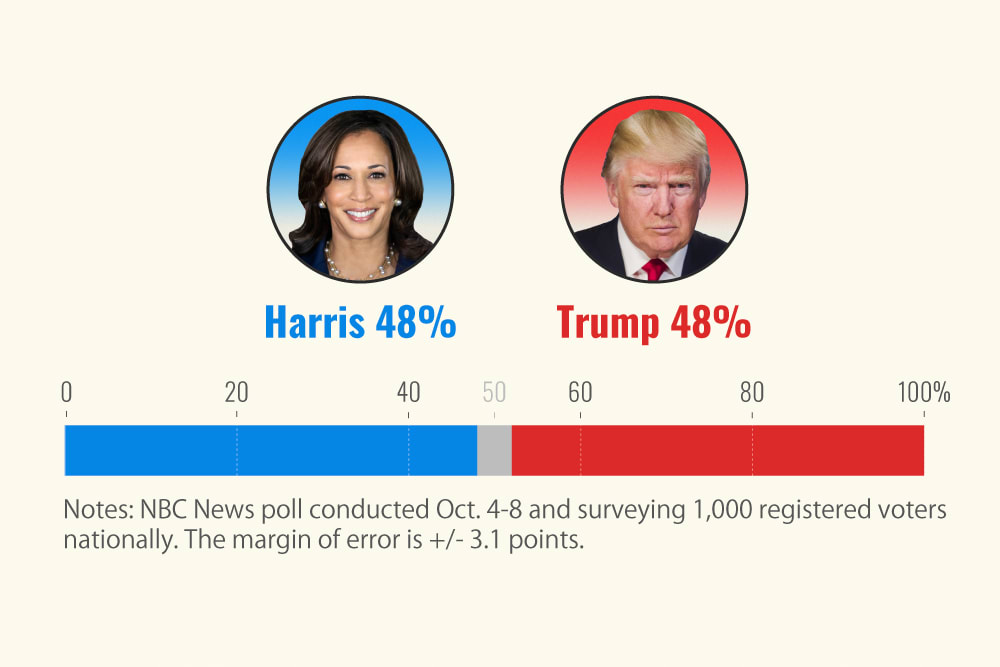 Harris 48%
Trump 48%
0 20 40 50 60 80 100%
Notes: NBC News poll conducted Oct. 4-8 and surveying 1,000 registered voters
nationally. The margin of error is +/- 3.1 points.